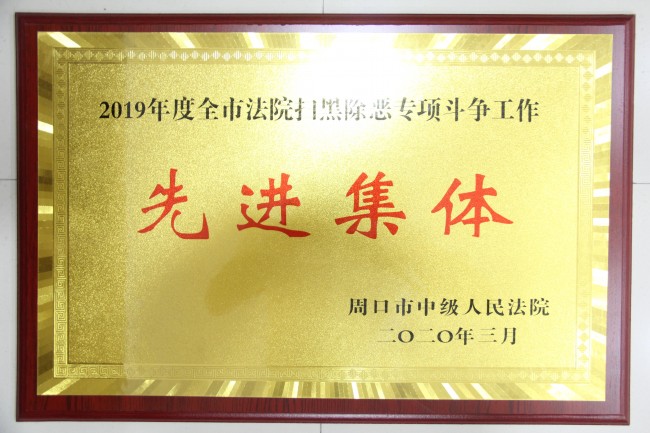 2019年度全市法院扫黑除恶专项斗争工作
先进集体
周口市中级人民法院
二〇二〇年三月